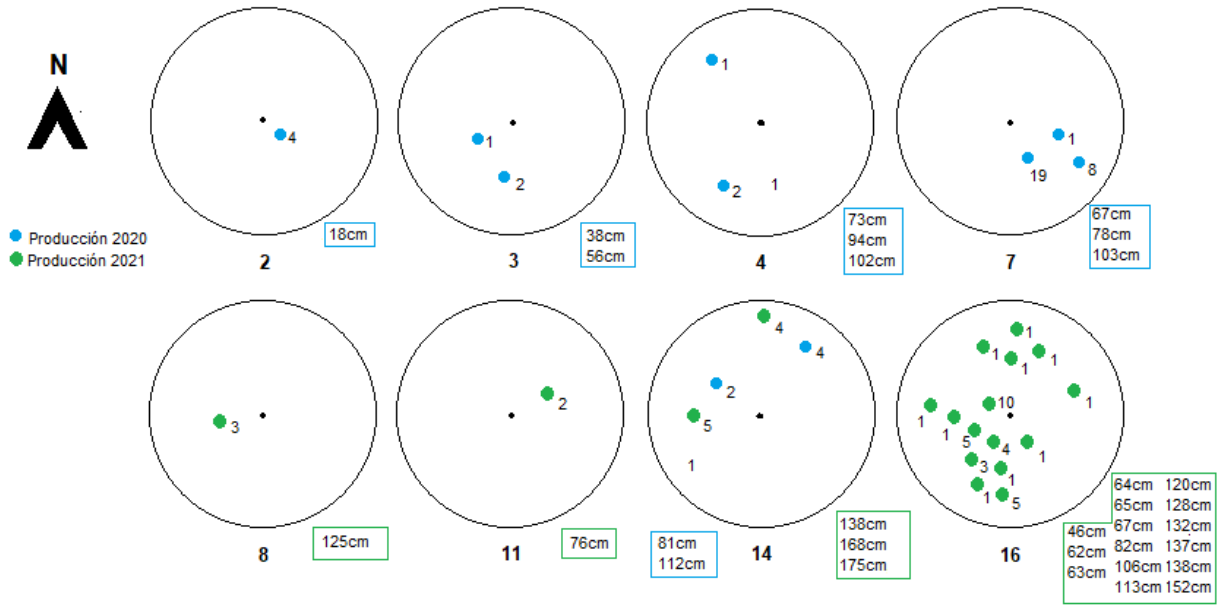 N
Producción 2020
Producción 2021
4
18cm
2
1
2
38cm
56cm
3
1
2
1
73cm
94cm
102cm
4
1
19
8
67cm
78cm
103cm
7
3
125cm
8
2
76cm
11
4
4
2
5
1
81cm
112cm
138cm
168cm
175cm
14
1
1
1
1
1
10
1
1
5
4
1
3
1
1
5
46cm
62cm
63cm
64cm 120cm
65cm 128cm
67cm 132cm
82cm 137cm
106cm 138cm
113cm 152cm
16